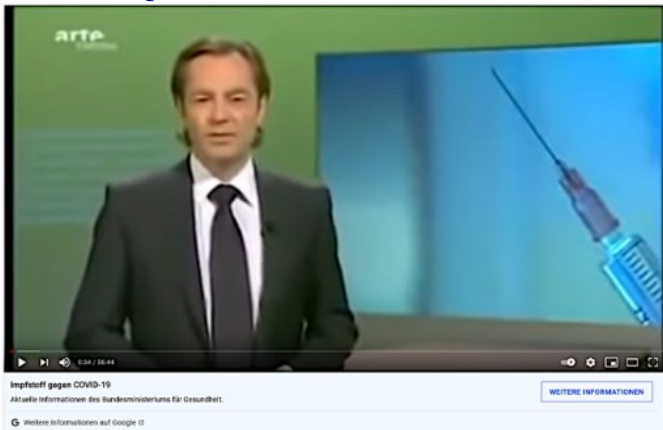 arte
0:34 / 56:44
Impfstoff gegen COVID-19
Aktuelle Informationen des Bundesministeriums für Gesundheit.
WEITERE INFORMATIONEN
G Weitere Informationen auf Google